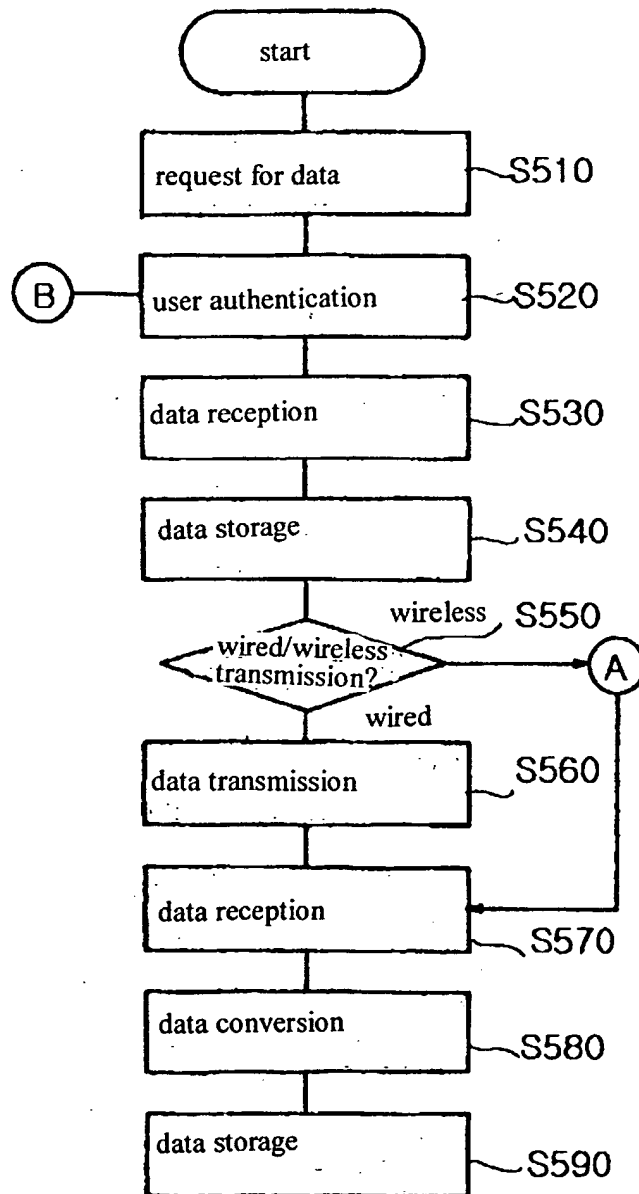 start
request for data
S510
B
user authentication
S520
data reception
S530
data storage
S540
wireless
S550
wired/wireless
transmission?
A
wired
data transmission
S560
data reception
S570
data conversion
S580
data storage
S590